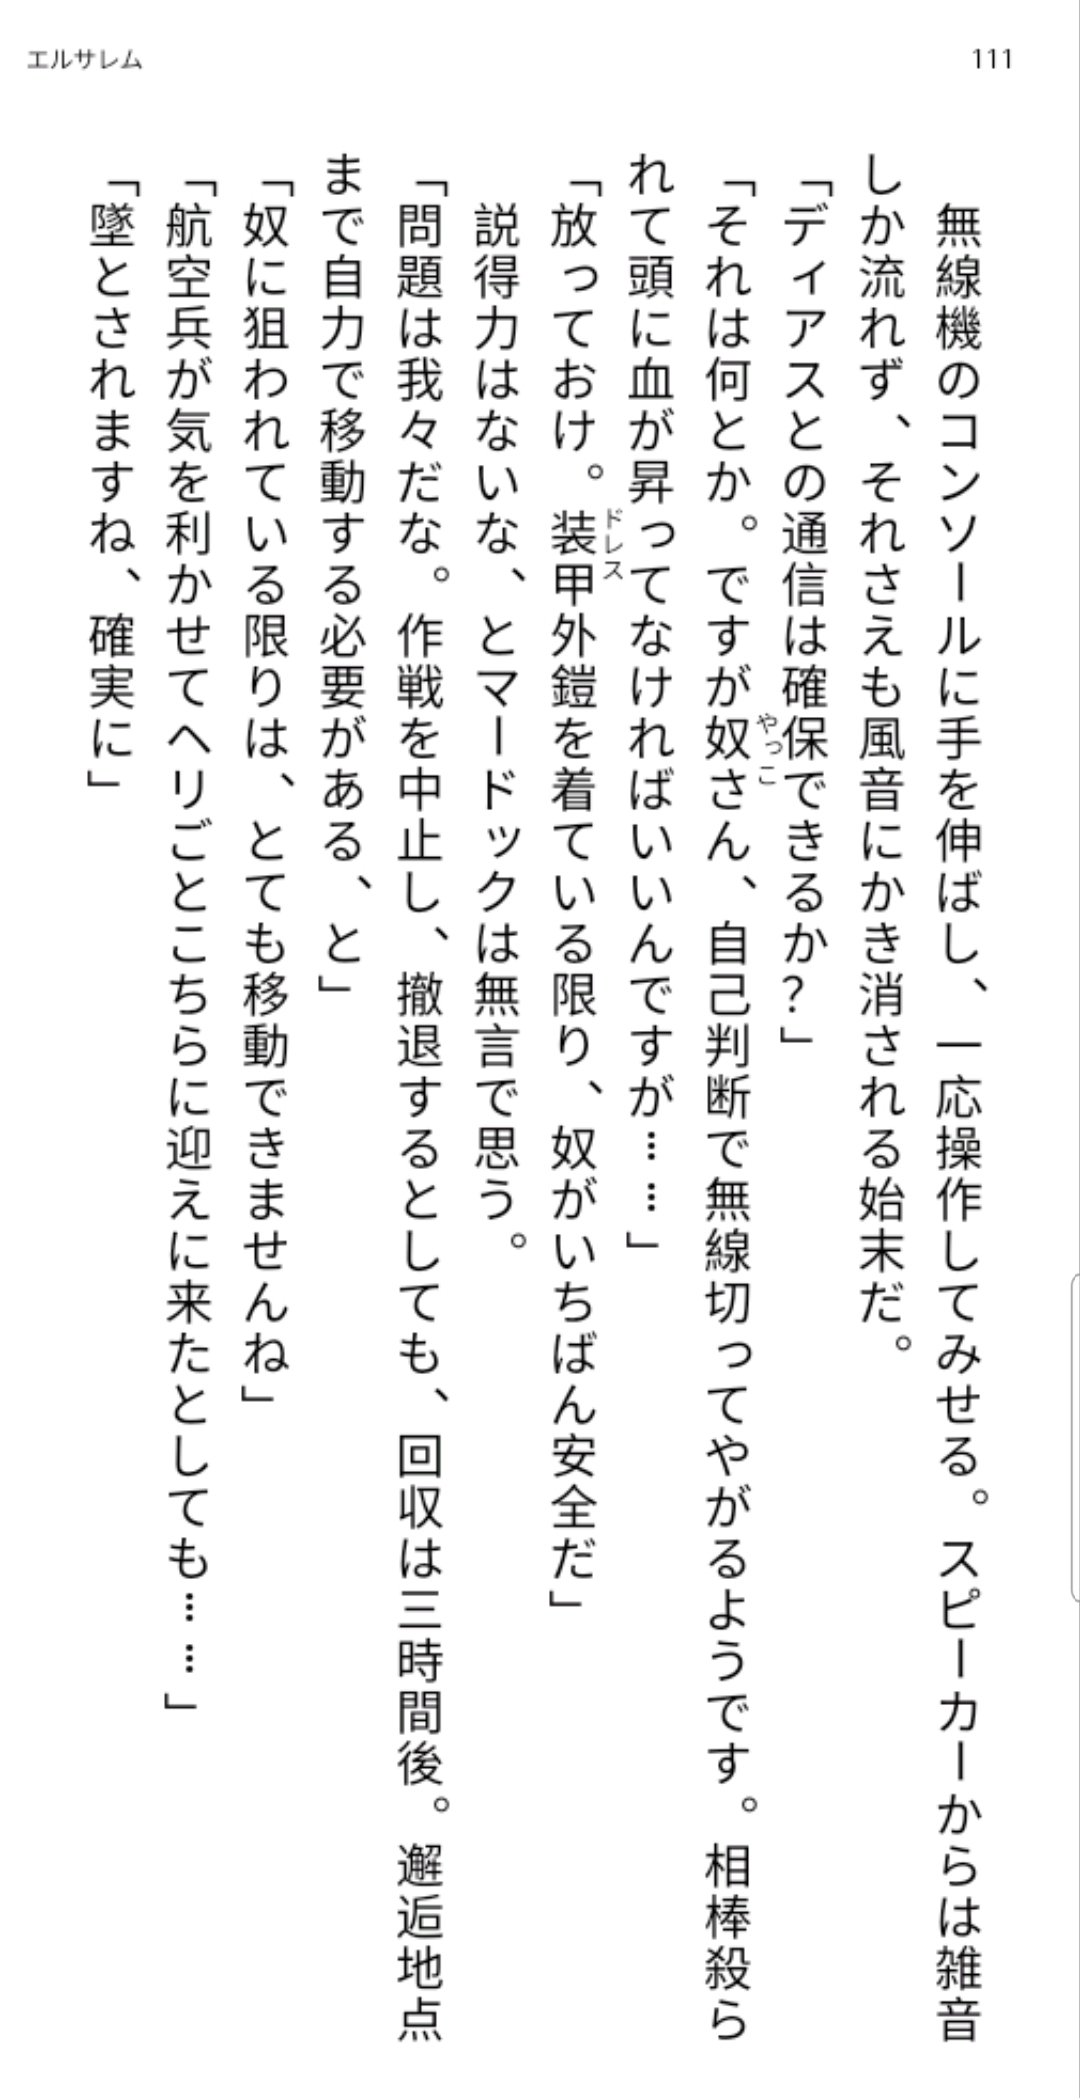 エルサレム
111
無線機のコンソールに手を伸ばし、一応操作してみせる。スピーカーからは雑音
しか流れず、それさえも風音にかき消される始末だ。
「ディアスとの通信は確保できるか？」
「それは何とか。ですが奴さん、自己判断で無線切ってやがるようです。相棒殺ら
やっこ
れて頭に血が昇ってなければいいんですが……」
「放っておけ。装甲外鎧を着ている限り、奴がいちばん安全だ」
ドレス
説得力はないな、とマードックは無言で思う。
「問題は我々だな。作戦を中止し、撤退するとしても、回収は三時間後。邂逅地点
まで自力で移動する必要がある、と」
「奴に狙われている限りは、とても移動できませんね」
「航空兵が気を利かせてヘリごとこちらに迎えに来たとしても……」
「墜とされますね、確実に」